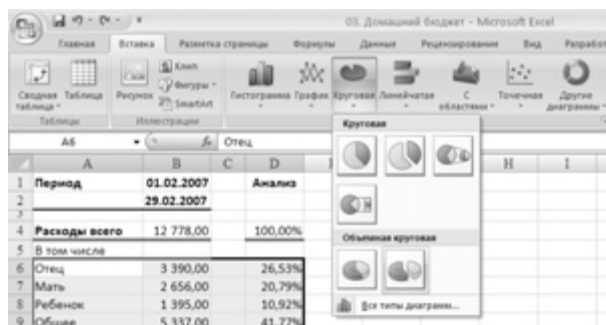 03. Домашний бюджет - Microsoft Excel
Главная Вставка Разметка страницы Формулы Данные Рецензирование Вид Разработ
Сводная таблица Таблица Рисунок Клип Фигуры SmartArt Гистограмма График Круговая Линейчатая С областями Точечная Другие диаграммы
Таблицы Иллюстрации
A6 fx Отец
Круговая
A B C D H I
1 Период 01.02.2007 Анализ
2 29.02.2007
3
4 Расходы всего 12 778,00 100,00%
Объемная круговая
5 В том числе
6 Отец 3 390,00 26,53%
7 Мать 2 656,00 20,79%
8 Ребенок 1 395,00 10,92%
Все типы диаграмм...
9 Общее 5 337,00 41,77%